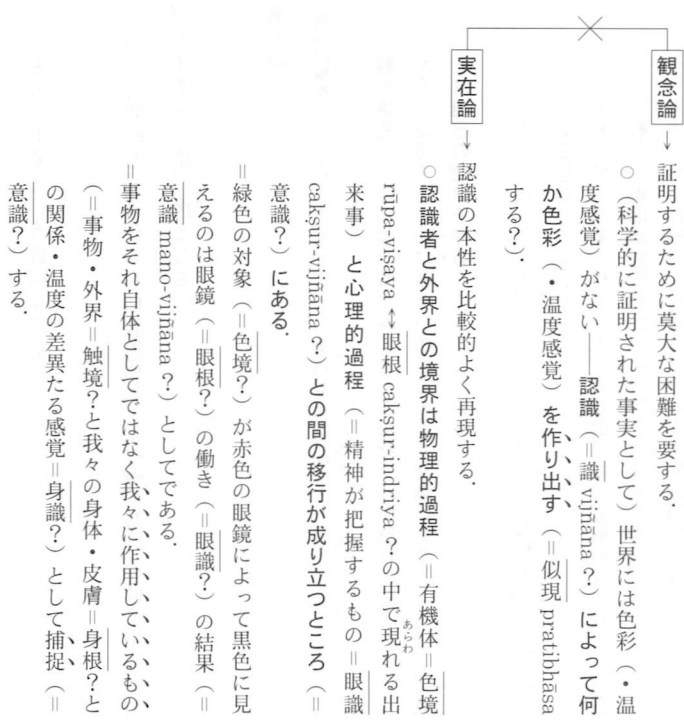 観念論 → 証明するために莫大な困難を要する.
○（科学的に証明された事実として）世界には色彩（・温
度感覚）がない――認識（＝識 vijñāna？）によって何
か色彩（・温度感覚）を作り出す（＝似現 pratibhāsa
する？）.
実在論 → 認識の本性を比較的よく再現する.
○認識者と外界との境界は物理的過程（＝有機体＝色境
rūpa-viṣaya ↔ 眼根 cakṣur-indriya？の中で現れる出
あらわ
来事）と心理的過程（＝精神が把握するもの＝眼識
cakṣur-vijñāna？）との間の移行が成り立つところ（＝
意識？）にある.
＝緑色の対象（＝色境？）が赤色の眼鏡によって黒色に見
えるのは眼鏡（＝眼根？）の働き（＝眼識？）の結果（＝
意識 mano-vijñāna？）としてである.
＝事物をそれ自体としてではなく我々に作用しているもの
（＝事物・外界＝触境？と我々の身体・皮膚＝身根？と
の関係・温度の差異たる感覚＝身識？）として捕捉（＝
意識？）する.